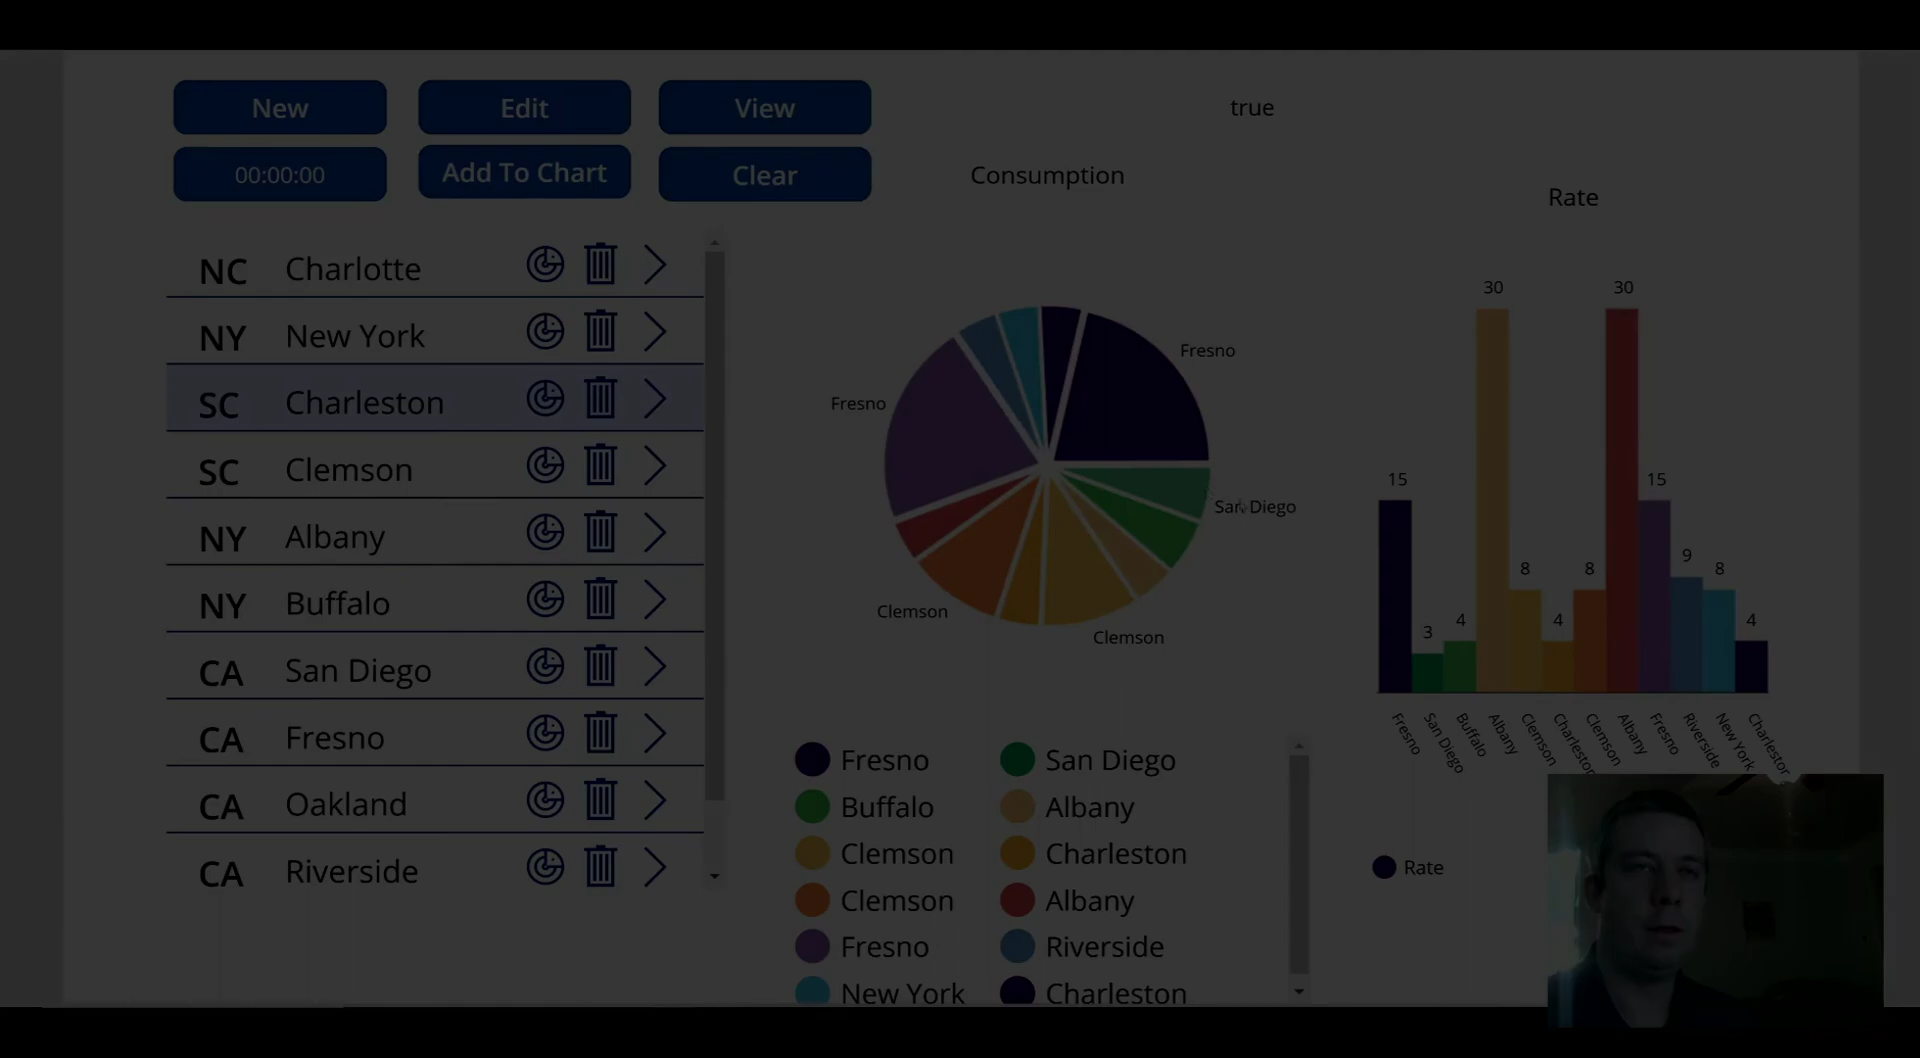 New
Edit
View
true
00:00:00
Add To Chart
Clear
Consumption
Rate
NC Charlotte
NY New York
SC Charleston
SC Clemson
NY Albany
NY Buffalo
CA San Diego
CA Fresno
CA Oakland
CA Riverside
Fresno
Fresno
San Diego
Clemson
Clemson
Fresno
San Diego
Buffalo
Albany
Clemson
Charleston
Clemson
Albany
Fresno
Riverside
New York
Charleston
15
3
4
30
8
4
8
30
15
9
8
4
Fresno
San Diego
Buffalo
Albany
Clemson
Charleston
Clemson
Albany
Fresno
Riverside
New York
Charleston
Rate